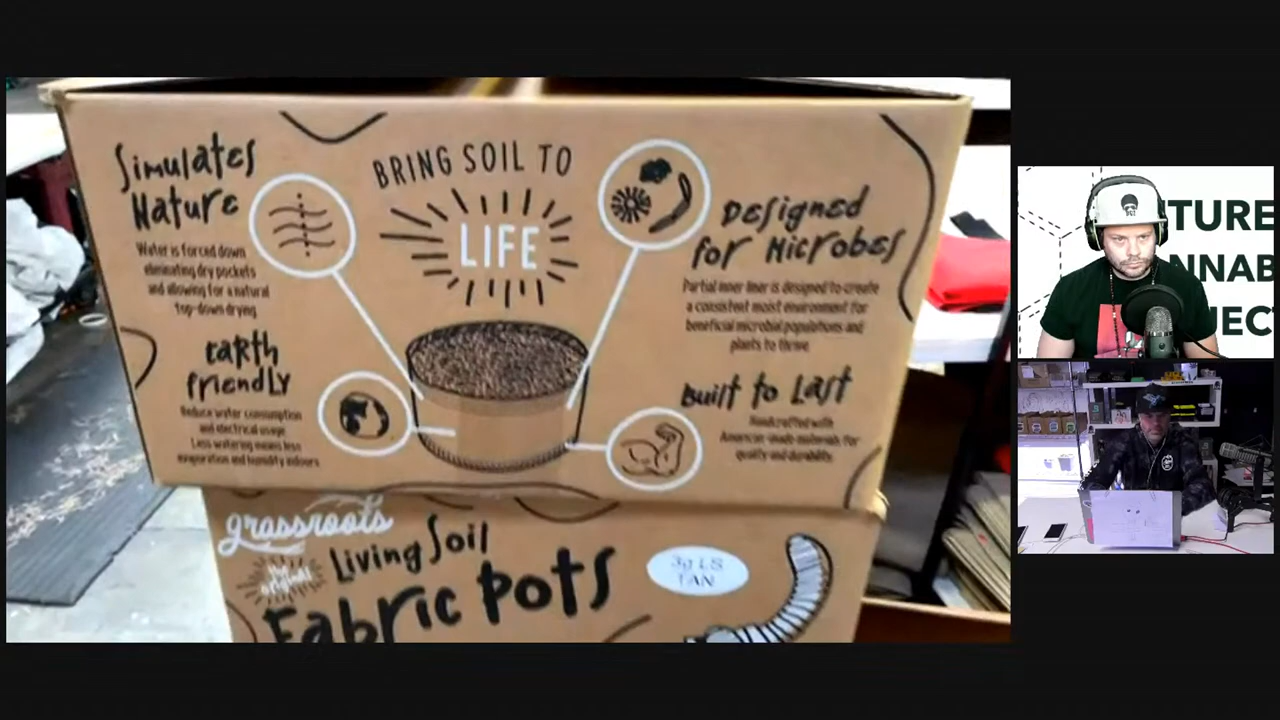 Simulates
Nature
Water is forced down
eliminating dry pockets
and allowing for a natural
top-down drying
BRING SOIL TO
LIFE
Designed
for Microbes
Partial inner liner is designed to create
a consistent moist environment for
beneficial microbial populations and
plants to thrive
Earth
Friendly
Reduce water consumption
and electrical usage
Less watering means less
evaporation and humidity indoors
Built to Last
Handcrafted with
American-made materials for
quality and durability.
grassroots
Living Soil
Fabric Pots
3g LS
TAN
TURE
NNAB
JEC